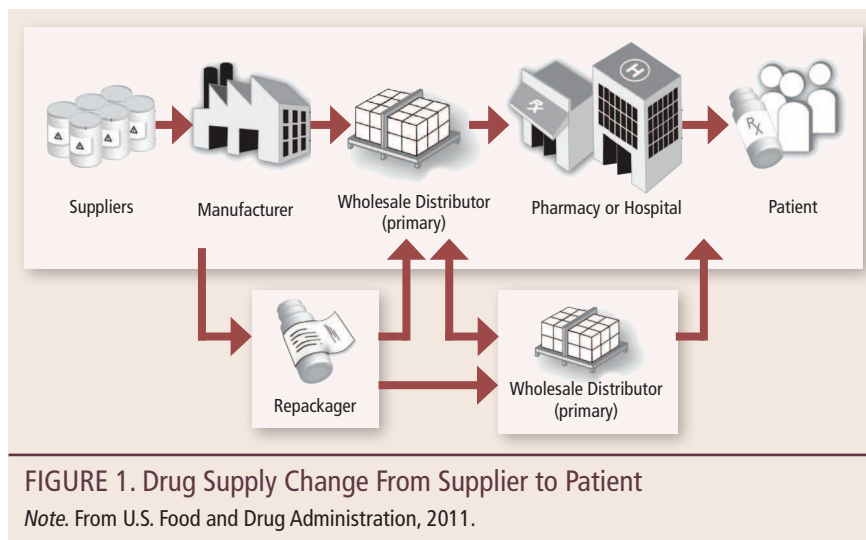 Suppliers
Manufacturer
Wholesale Distributor
(primary)
Pharmacy or Hospital
Patient
Repackager
Wholesale Distributor
(primary)
FIGURE 1. Drug Supply Change From Supplier to Patient
Note. From U.S. Food and Drug Administration, 2011.